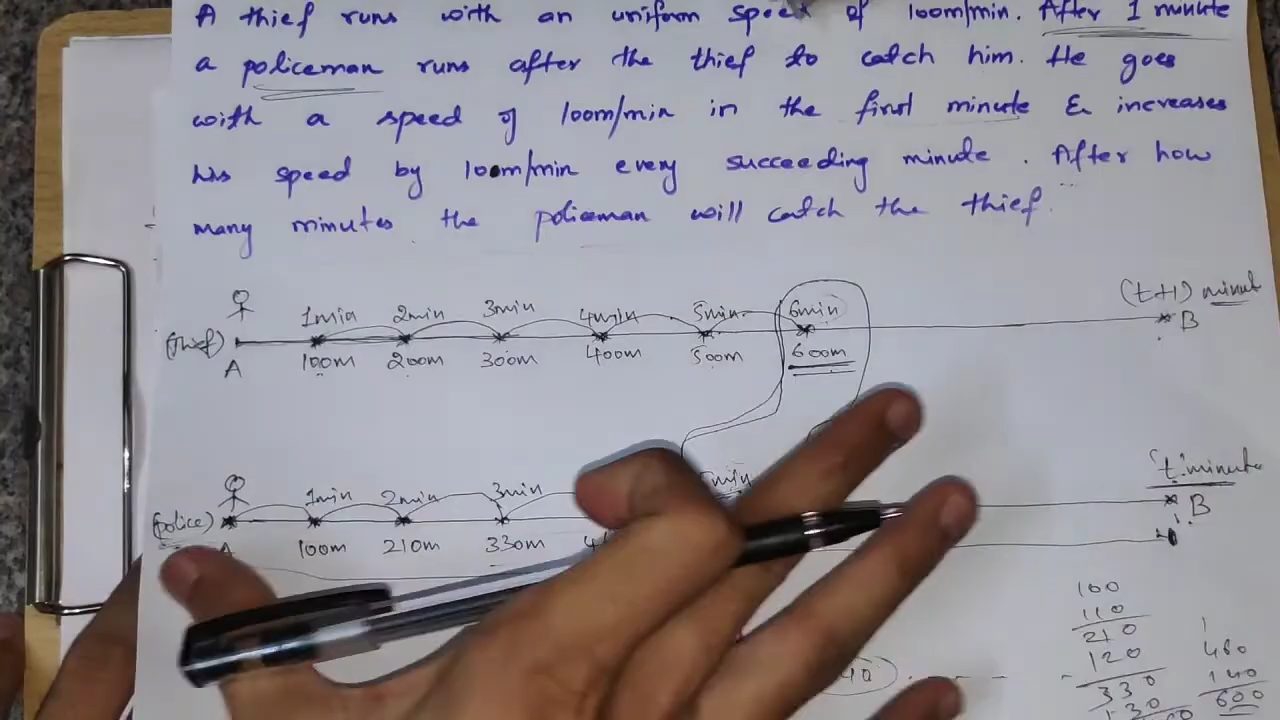 A thief runs with an uniform speed of 100m/min. After 1 minute
a policeman runs after the thief to catch him. He goes
with a speed of 100m/min in the first minute & increases
his speed by 10m/min every succeeding minute. After how
many minutes the policeman will catch the thief.
(thief) 1min 2min 3min 4min 5min 6min (t+1) minut
A 100m 200m 300m 400m 500m 600m B
(police) 1min 2min 3min 5min 't' minute
A 100m 210m 330m B
100
110
210
120
330
130
460
140
600